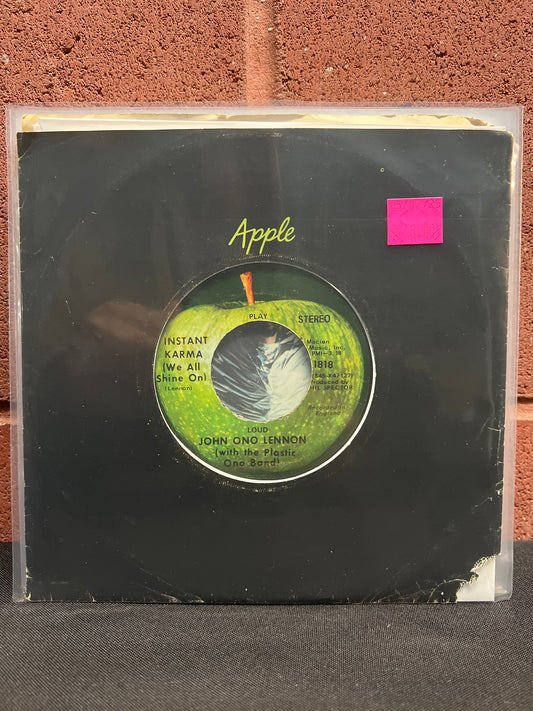 Apple
PLAY
STEREO
INSTANT
KARMA
(We All
Shine On)
(Lennon)
Maclen
Music, Inc.
1818
Produced by
PHIL SPECTOR
Recorded in
England
LOUD
JOHN ONO LENNON
(with the Plastic
Ono Band)